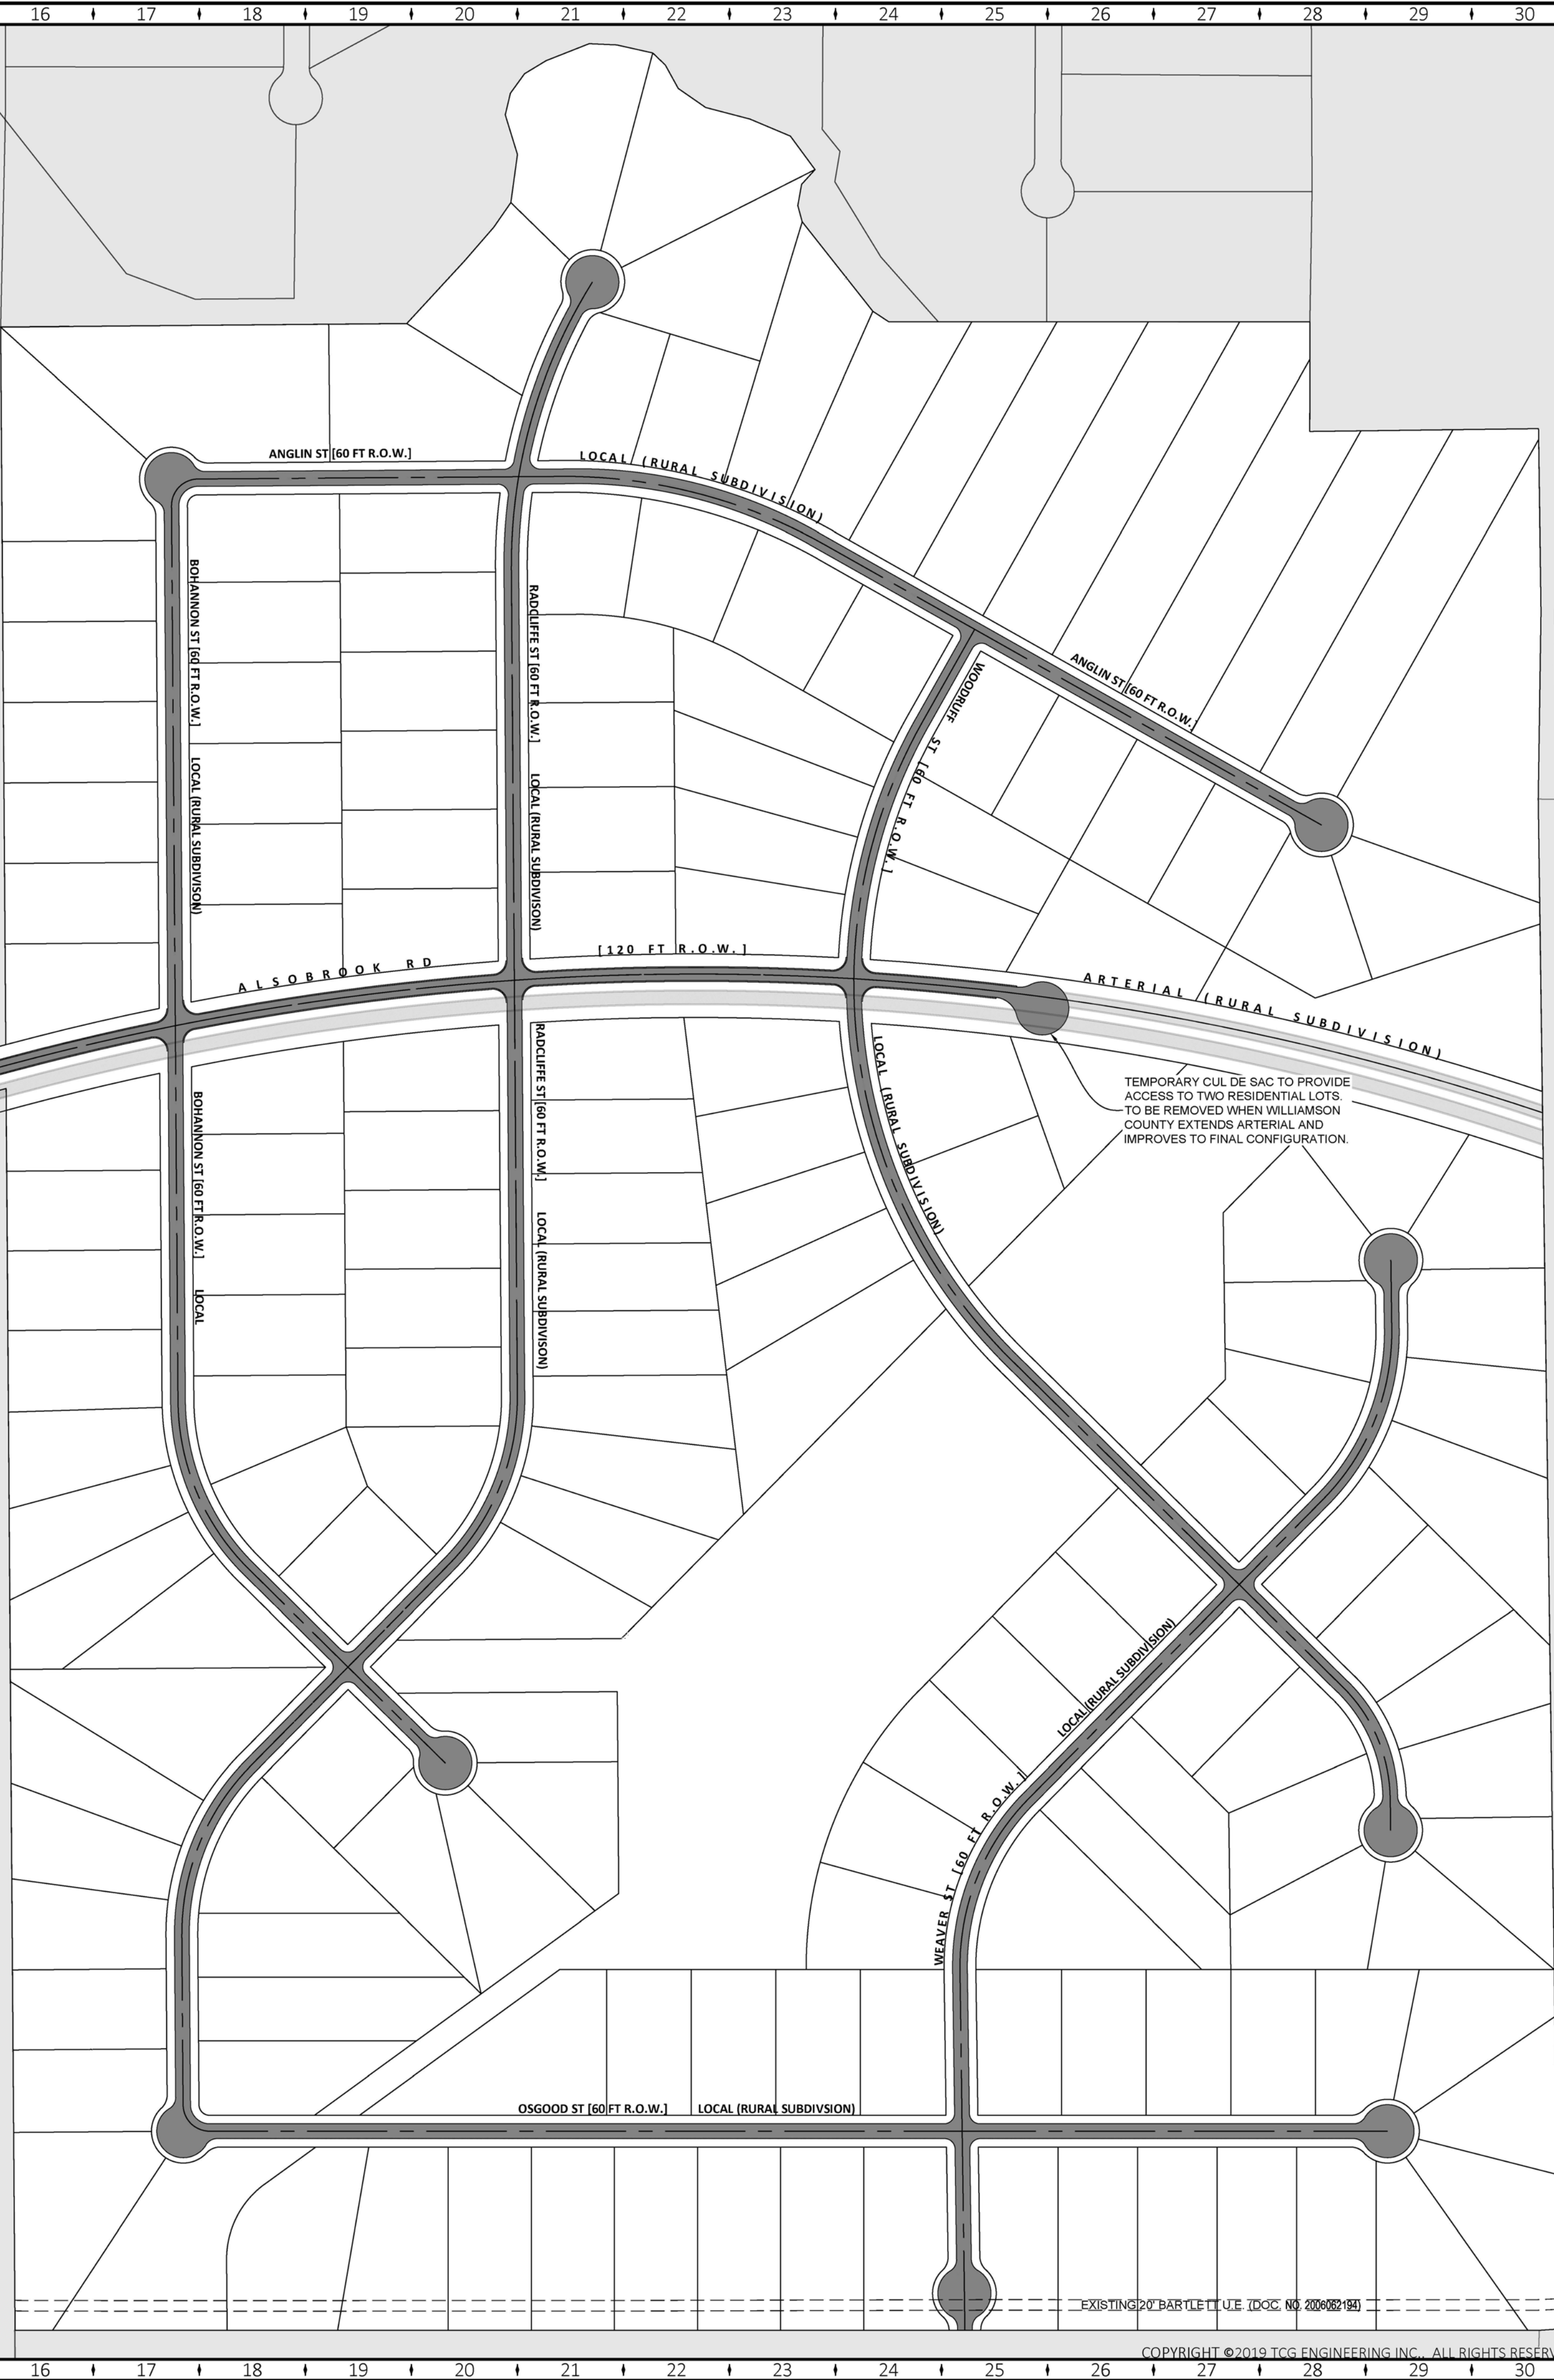 16 17 18 19 20 21 22 23 24 25 26 27 28 29 30
ANGLIN ST [60 FT R.O.W.]
LOCAL (RURAL SUBDIVISION)
BOHANNON ST [60 FT R.O.W.] LOCAL (RURAL SUBDIVISON)
RADCLIFFE ST [60 FT R.O.W.] LOCAL (RURAL SUBDIVISON)
WOODRUFF ST [60 FT R.O.W.]
ANGLIN ST [60 FT R.O.W.]
ALSOBROOK RD
[120 FT R.O.W.]
ARTERIAL (RURAL SUBDIVISION)
BOHANNON ST [60 FT R.O.W.] LOCAL
RADCLIFFE ST [60 FT R.O.W.] LOCAL (RURAL SUBDIVISON)
LOCAL (RURAL SUBDIVISION)
TEMPORARY CUL DE SAC TO PROVIDE
ACCESS TO TWO RESIDENTIAL LOTS.
TO BE REMOVED WHEN WILLIAMSON
COUNTY EXTENDS ARTERIAL AND
IMPROVES TO FINAL CONFIGURATION.
LOCAL (RURAL SUBDIVISION)
WEAVER ST [60 FT R.O.W.]
OSGOOD ST [60 FT R.O.W.] LOCAL (RURAL SUBDIVSION)
EXISTING 20' BARTLETT U.E. (DOC. NO. 2006062194)
COPYRIGHT ©2019 TCG ENGINEERING INC., ALL RIGHTS RESERV
16 17 18 19 20 21 22 23 24 25 26 27 28 29 30